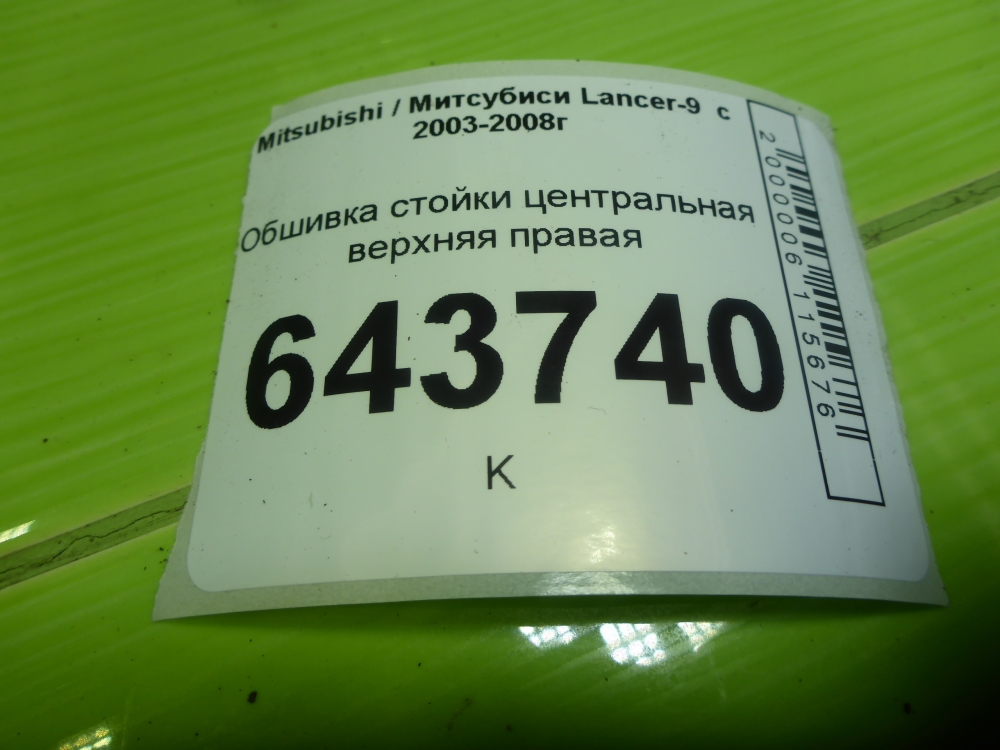 Mitsubishi / Митсубиси Lancer-9 с
2003-2008г
Обшивка стойки центральная
верхняя правая
643740
К
2000006115676